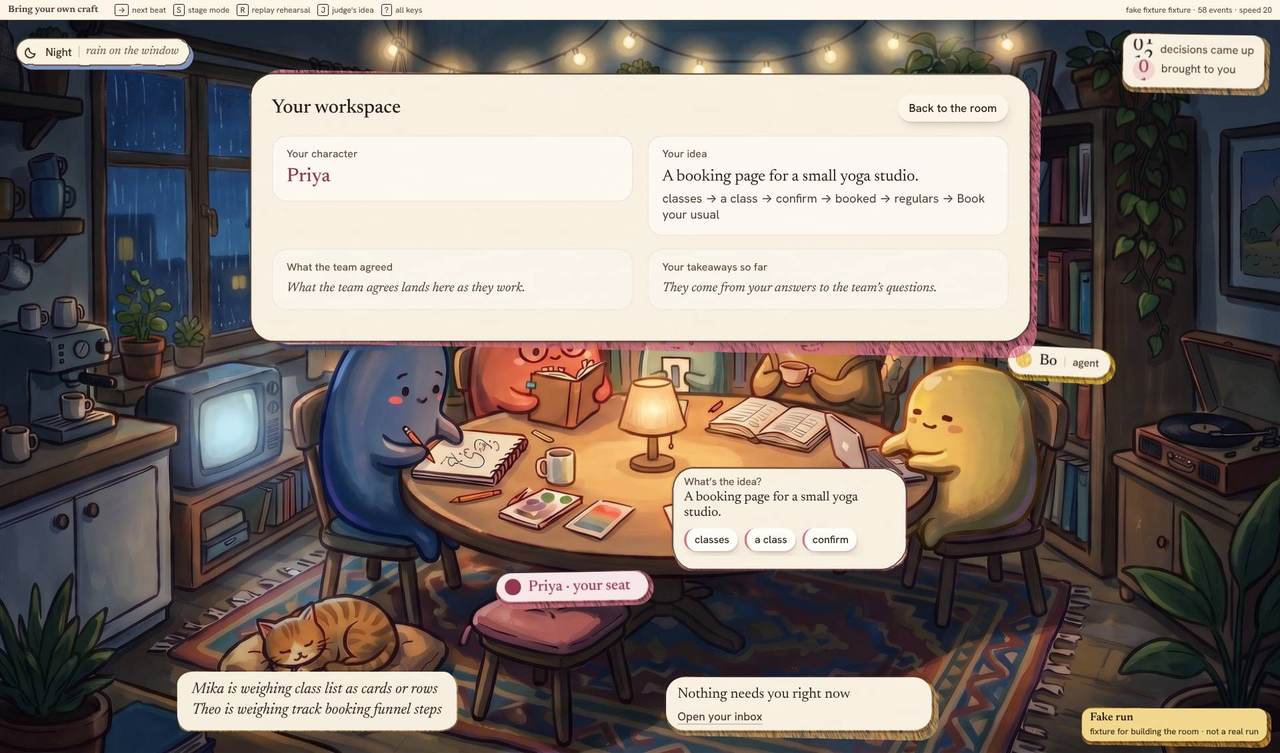 Bring your own craft
→ next beat S stage mode R replay rehearsal J judge's idea ? all keys
fake fixture fixture · 58 events · speed 20
Night rain on the window
decisions came up
0 brought to you
Your workspace
Back to the room
Your character
Priya
Your idea
A booking page for a small yoga studio.
classes → a class → confirm → booked → regulars → Book
your usual
What the team agreed
What the team agrees lands here as they work.
Your takeaways so far
They come from your answers to the team's questions.
Bo agent
What's the idea?
A booking page for a small yoga
studio.
classes a class confirm
Priya · your seat
Mika is weighing class list as cards or rows
Theo is weighing track booking funnel steps
Nothing needs you right now
Open your inbox
Fake run
fixture for building the room · not a real run